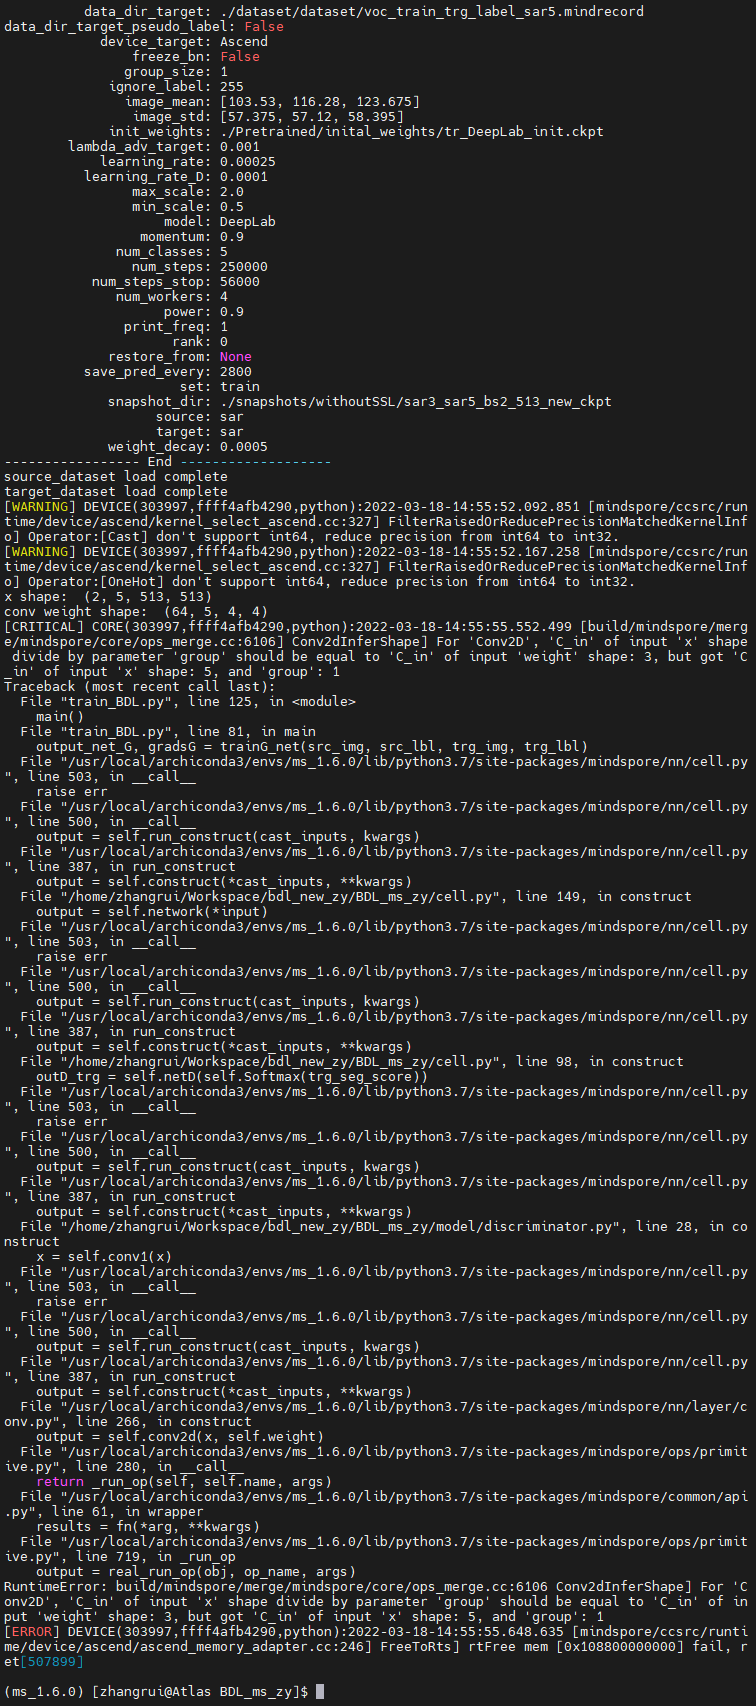 data_dir_target: ./dataset/dataset/voc_train_trg_label_sar5.mindrecord
data_dir_target_pseudo_label: False
device_target: Ascend
freeze_bn: False
group_size: 1
ignore_label: 255
image_mean: [103.53, 116.28, 123.675]
image_std: [57.375, 57.12, 58.395]
init_weights: ./Pretrained/inital_weights/tr_DeepLab_init.ckpt
lambda_adv_target: 0.001
learning_rate: 0.00025
learning_rate_D: 0.0001
max_scale: 2.0
min_scale: 0.5
model: DeepLab
momentum: 0.9
num_classes: 5
num_steps: 250000
num_steps_stop: 56000
num_workers: 4
power: 0.9
print_freq: 1
rank: 0
restore_from: None
save_pred_every: 2800
set: train
snapshot_dir: ./snapshots/withoutSSL/sar3_sar5_bs2_513_new_ckpt
source: sar
target: sar
weight_decay: 0.0005
----------------- End -------------------
source_dataset load complete
target_dataset load complete
[WARNING] DEVICE(303997,ffff4afb4290,python):2022-03-18-14:55:52.092.851 [mindspore/ccsrc/run
time/device/ascend/kernel_select_ascend.cc:327] FilterRaisedOrReducePrecisionMatchedKernelInf
o] Operator:[Cast] don't support int64, reduce precision from int64 to int32.
[WARNING] DEVICE(303997,ffff4afb4290,python):2022-03-18-14:55:52.167.258 [mindspore/ccsrc/run
time/device/ascend/kernel_select_ascend.cc:327] FilterRaisedOrReducePrecisionMatchedKernelInf
o] Operator:[OneHot] don't support int64, reduce precision from int64 to int32.
x shape:  (2, 5, 513, 513)
conv weight shape:  (64, 5, 4, 4)
[CRITICAL] CORE(303997,ffff4afb4290,python):2022-03-18-14:55:55.552.499 [build/mindspore/merg
e/mindspore/core/ops_merge.cc:6106] Conv2dInferShape] For 'Conv2D', 'C_in' of input 'x' shape
 divide by parameter 'group' should be equal to 'C_in' of input 'weight' shape: 3, but got 'C
_in' of input 'x' shape: 5, and 'group': 1
Traceback (most recent call last):
  File "train_BDL.py", line 125, in <module>
    main()
  File "train_BDL.py", line 81, in main
    output_net_G, gradsG = trainG_net(src_img, src_lbl, trg_img, trg_lbl)
  File "/usr/local/archiconda3/envs/ms_1.6.0/lib/python3.7/site-packages/mindspore/nn/cell.py
", line 503, in __call__
    raise err
  File "/usr/local/archiconda3/envs/ms_1.6.0/lib/python3.7/site-packages/mindspore/nn/cell.py
", line 500, in __call__
    output = self.run_construct(cast_inputs, kwargs)
  File "/usr/local/archiconda3/envs/ms_1.6.0/lib/python3.7/site-packages/mindspore/nn/cell.py
", line 387, in run_construct
    output = self.construct(*cast_inputs, **kwargs)
  File "/home/zhangrui/Workspace/bdl_new_zy/BDL_ms_zy/cell.py", line 149, in construct
    output = self.network(*input)
  File "/usr/local/archiconda3/envs/ms_1.6.0/lib/python3.7/site-packages/mindspore/nn/cell.py
", line 503, in __call__
    raise err
  File "/usr/local/archiconda3/envs/ms_1.6.0/lib/python3.7/site-packages/mindspore/nn/cell.py
", line 500, in __call__
    output = self.run_construct(cast_inputs, kwargs)
  File "/usr/local/archiconda3/envs/ms_1.6.0/lib/python3.7/site-packages/mindspore/nn/cell.py
", line 387, in run_construct
    output = self.construct(*cast_inputs, **kwargs)
  File "/home/zhangrui/Workspace/bdl_new_zy/BDL_ms_zy/cell.py", line 98, in construct
    outD_trg = self.netD(self.Softmax(trg_seg_score))
  File "/usr/local/archiconda3/envs/ms_1.6.0/lib/python3.7/site-packages/mindspore/nn/cell.py
", line 503, in __call__
    raise err
  File "/usr/local/archiconda3/envs/ms_1.6.0/lib/python3.7/site-packages/mindspore/nn/cell.py
", line 500, in __call__
    output = self.run_construct(cast_inputs, kwargs)
  File "/usr/local/archiconda3/envs/ms_1.6.0/lib/python3.7/site-packages/mindspore/nn/cell.py
", line 387, in run_construct
    output = self.construct(*cast_inputs, **kwargs)
  File "/home/zhangrui/Workspace/bdl_new_zy/BDL_ms_zy/model/discriminator.py", line 28, in co
nstruct
    x = self.conv1(x)
  File "/usr/local/archiconda3/envs/ms_1.6.0/lib/python3.7/site-packages/mindspore/nn/cell.py
", line 503, in __call__
    raise err
  File "/usr/local/archiconda3/envs/ms_1.6.0/lib/python3.7/site-packages/mindspore/nn/cell.py
", line 500, in __call__
    output = self.run_construct(cast_inputs, kwargs)
  File "/usr/local/archiconda3/envs/ms_1.6.0/lib/python3.7/site-packages/mindspore/nn/cell.py
", line 387, in run_construct
    output = self.construct(*cast_inputs, **kwargs)
  File "/usr/local/archiconda3/envs/ms_1.6.0/lib/python3.7/site-packages/mindspore/nn/layer/c
onv.py", line 266, in construct
    output = self.conv2d(x, self.weight)
  File "/usr/local/archiconda3/envs/ms_1.6.0/lib/python3.7/site-packages/mindspore/ops/primit
ive.py", line 280, in __call__
    return _run_op(self, self.name, args)
  File "/usr/local/archiconda3/envs/ms_1.6.0/lib/python3.7/site-packages/mindspore/common/api
.py", line 61, in wrapper
    results = fn(*arg, **kwargs)
  File "/usr/local/archiconda3/envs/ms_1.6.0/lib/python3.7/site-packages/mindspore/ops/primit
ive.py", line 719, in _run_op
    output = real_run_op(obj, op_name, args)
RuntimeError: build/mindspore/merge/mindspore/core/ops_merge.cc:6106 Conv2dInferShape] For 'C
onv2D', 'C_in' of input 'x' shape divide by parameter 'group' should be equal to 'C_in' of in
put 'weight' shape: 3, but got 'C_in' of input 'x' shape: 5, and 'group': 1
[ERROR] DEVICE(303997,ffff4afb4290,python):2022-03-18-14:55:55.648.635 [mindspore/ccsrc/runti
me/device/ascend/ascend_memory_adapter.cc:246] FreeToRts] rtFree mem [0x108800000000] fail, r
et[507899]
(ms_1.6.0) [zhangrui@Atlas BDL_ms_zy]$